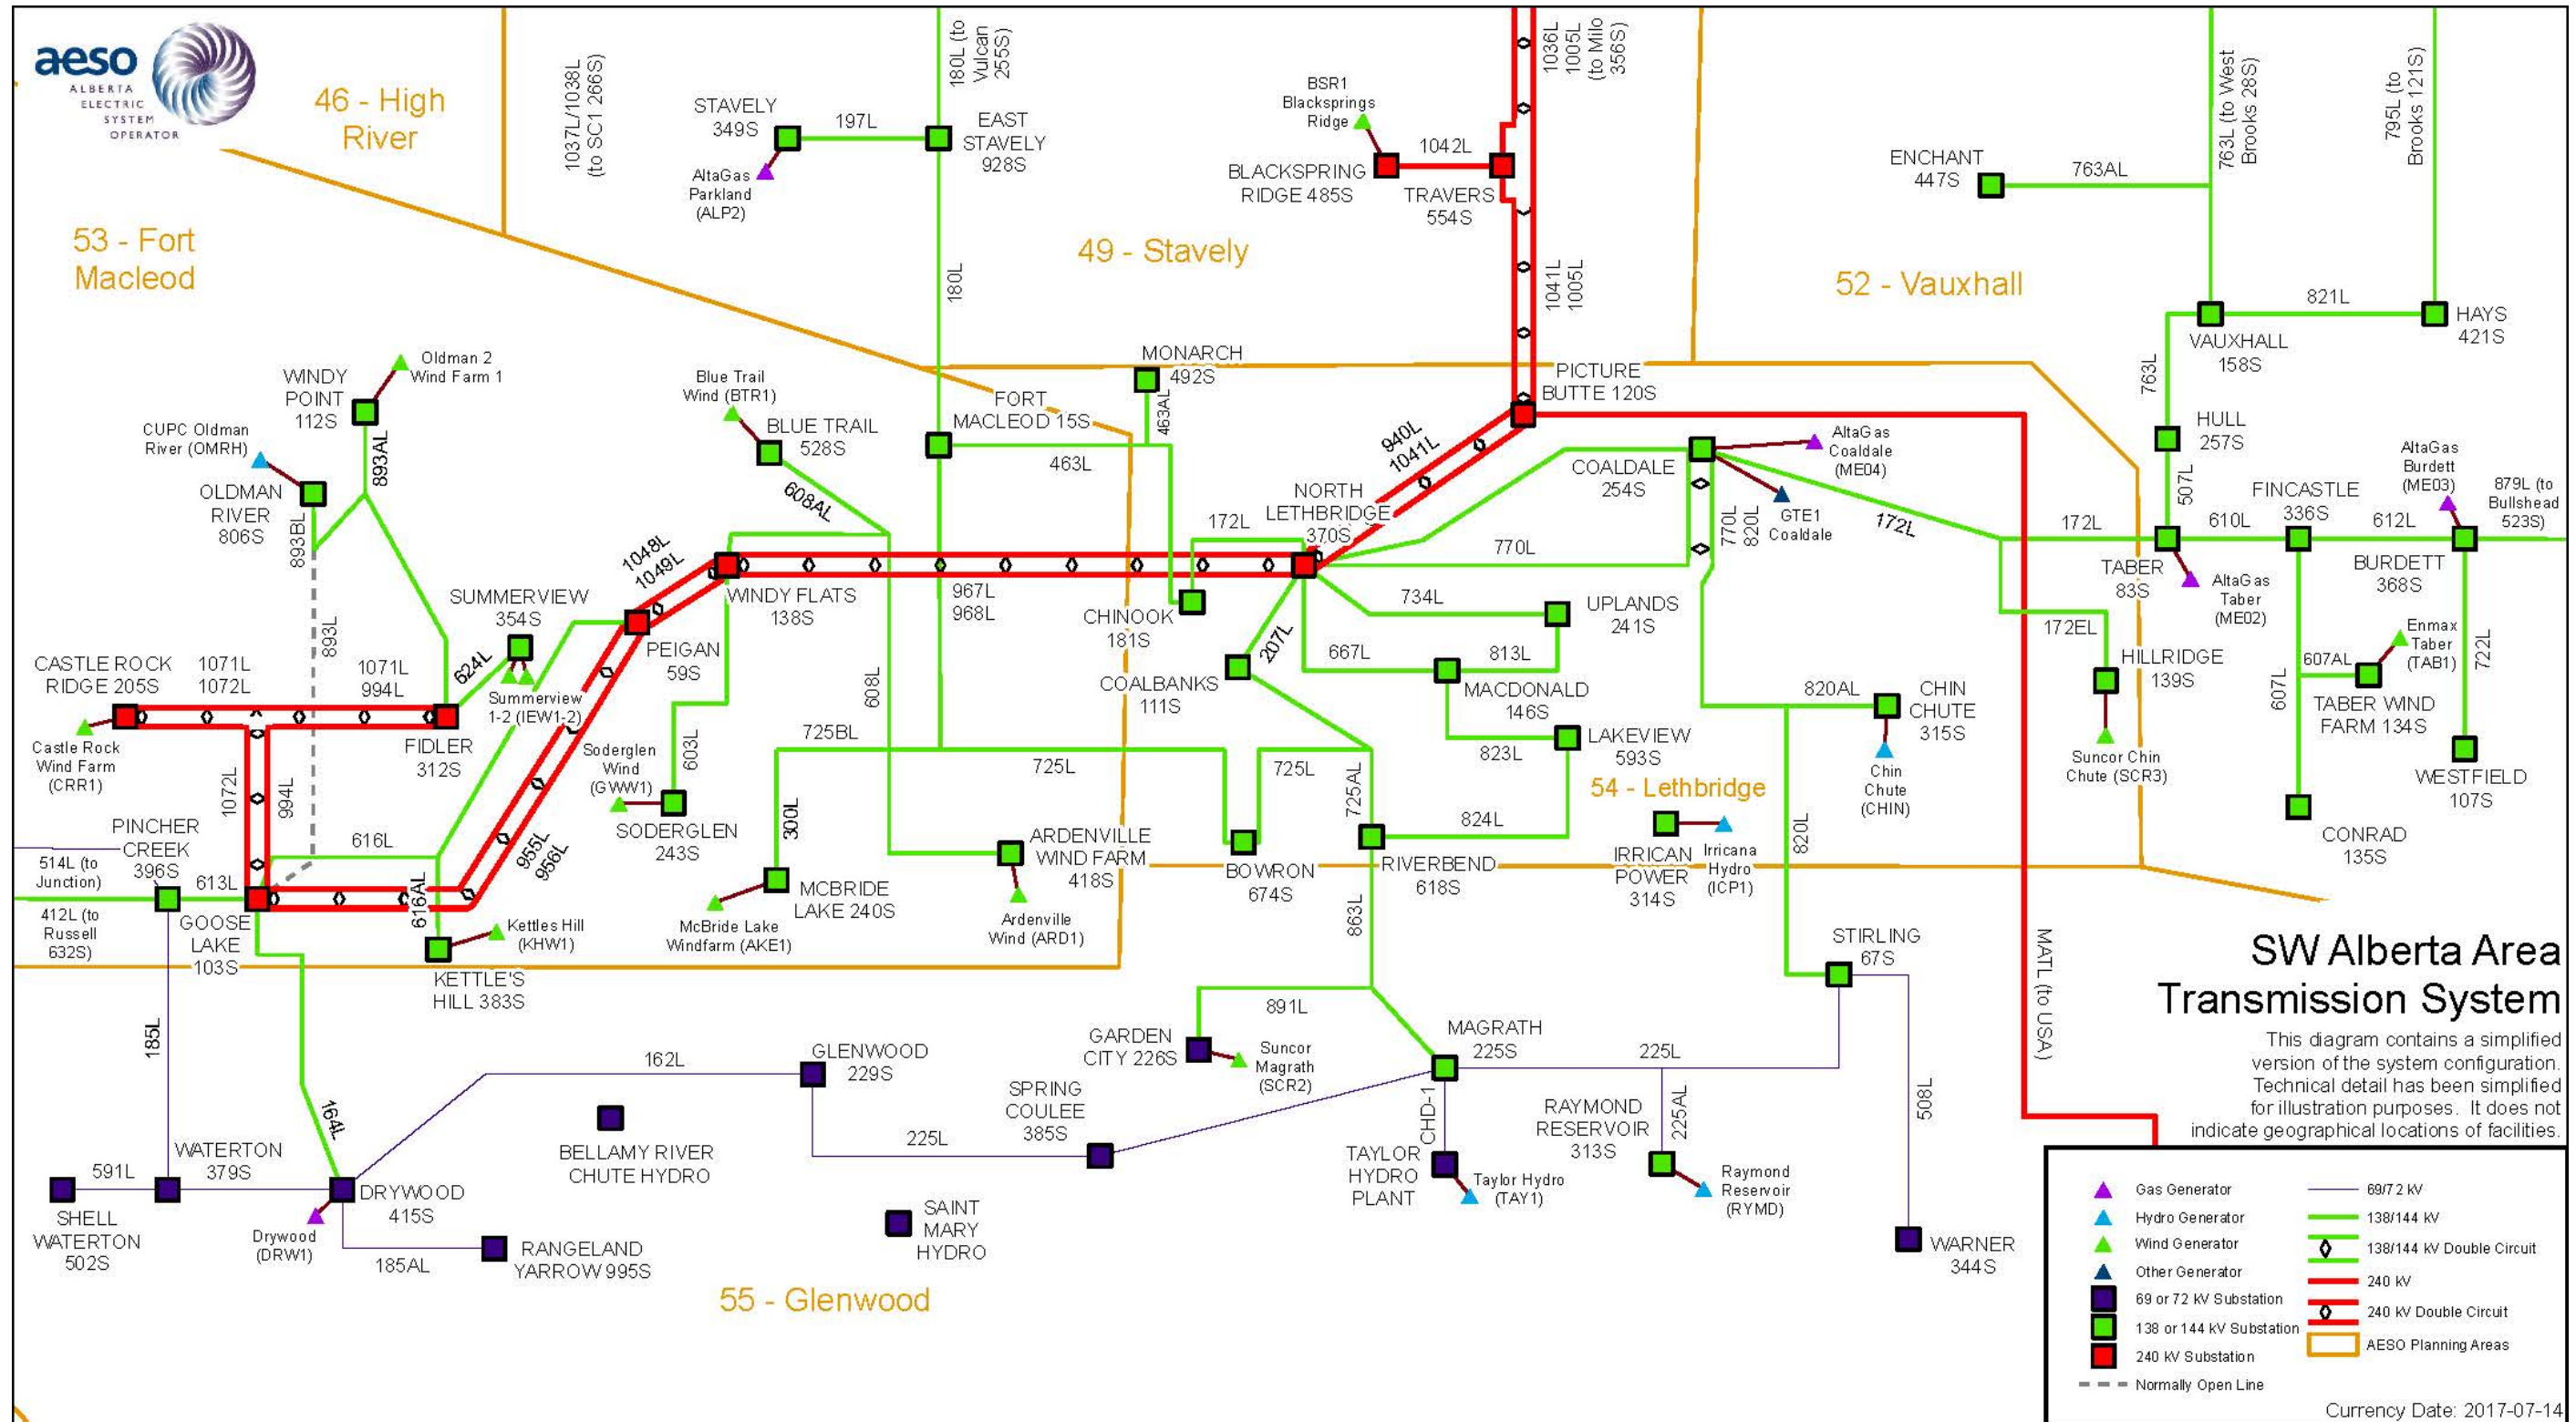 aeso
ALBERTA
ELECTRIC
SYSTEM
OPERATOR
46 - High
River
53 - Fort
Macleod
49 - Stavely
52 - Vauxhall
54 - Lethbridge
55 - Glenwood
1037L/1038L
(to SC1 266S)
STAVELY
349S
197L
AltaGas
Parkland
(ALP2)
180L (to
Vulcan
255S)
EAST
STAVELY
928S
180L
BSR1
Blacksprings
Ridge
BLACKSPRING
RIDGE 485S
1042L
TRAVERS
554S
1036L
1005L
(to Milo
356S)
1041L
1005L
ENCHANT
447S
763AL
763L (to West
Brooks 28S)
795L (to
Brooks 121S)
821L
VAUXHALL
158S
HAYS
421S
763L
HULL
257S
507L
WINDY
POINT
112S
Oldman 2
Wind Farm 1
CUPC Oldman
River (OMRH)
OLDMAN
RIVER
806S
893AL
893BL
893L
Blue Trail
Wind (BTR1)
BLUE TRAIL
528S
608AL
FORT
MACLEOD 15S
MONARCH
492S
463AL
463L
PICTURE
BUTTE 120S
940L
1041L
NORTH
LETHBRIDGE
370S
172L
COALDALE
254S
AltaGas
Coaldale
(ME04)
GTE1
Coaldale
770L
770L
820L
172L
172L
TABER
83S
AltaGas
Taber
(ME02)
610L
FINCASTLE
336S
612L
AltaGas
Burdett
(ME03)
BURDETT
368S
879L (to
Bullshead
523S)
722L
WESTFIELD
107S
607L
607AL
Enmax
Taber
(TAB1)
TABER WIND
FARM 134S
CONRAD
135S
172EL
HILLRIDGE
139S
Suncor Chin
Chute (SCR3)
1048L
1049L
WINDY FLATS
138S
967L
968L
CHINOOK
181S
SUMMERVIEW
354S
624L
Summerview
1-2 (IEW1-2)
PEIGAN
59S
CASTLE ROCK
RIDGE 205S
1071L
1072L
1071L
994L
Castle Rock
Wind Farm
(CRR1)
FIDLER
312S
1072L
994L
Soderglen
Wind
(GWW1)
603L
SODERGLEN
243S
608L
725BL
725L
725L
300L
MCBRIDE
LAKE 240S
McBride Lake
Windfarm (AKE1)
ARDENVILLE
WIND FARM
418S
Ardenville
Wind (ARD1)
BOWRON
674S
207L
COALBANKS
111S
725AL
734L
UPLANDS
241S
667L
813L
MACDONALD
146S
LAKEVIEW
593S
823L
824L
RIVERBEND
618S
IRRICAN
POWER
314S
Irricana
Hydro
(ICP1)
820AL
CHIN
CHUTE
315S
Chin
Chute
(CHIN)
820L
PINCHER
CREEK
396S
514L (to
Junction)
412L (to
Russell
632S)
613L
616L
GOOSE
LAKE
103S
955L
956L
616AL
Kettles Hill
(KHW1)
KETTLE'S
HILL 383S
863L
891L
GARDEN
CITY 226S
Suncor
Magrath
(SCR2)
MAGRATH
225S
225L
STIRLING
67S
MATL (to USA)
508L
WARNER
344S
185L
164L
162L
GLENWOOD
229S
225L
SPRING
COULEE
385S
CHD-1
TAYLOR
HYDRO
PLANT
Taylor Hydro
(TAY1)
RAYMOND
RESERVOIR
313S
225AL
Raymond
Reservoir
(RYMD)
BELLAMY RIVER
CHUTE HYDRO
SAINT
MARY
HYDRO
591L
SHELL
WATERTON
502S
WATERTON
379S
DRYWOOD
415S
Drywood
(DRW1)
185AL
RANGELAND
YARROW 995S
SW Alberta Area
Transmission System
This diagram contains a simplified
version of the system configuration.
Technical detail has been simplified
for illustration purposes. It does not
indicate geographical locations of facilities.
Gas Generator
Hydro Generator
Wind Generator
Other Generator
69 or 72 kV Substation
138 or 144 kV Substation
240 kV Substation
Normally Open Line
69/72 kV
138/144 kV
138/144 kV Double Circuit
240 kV
240 kV Double Circuit
AESO Planning Areas
Currency Date: 2017-07-14